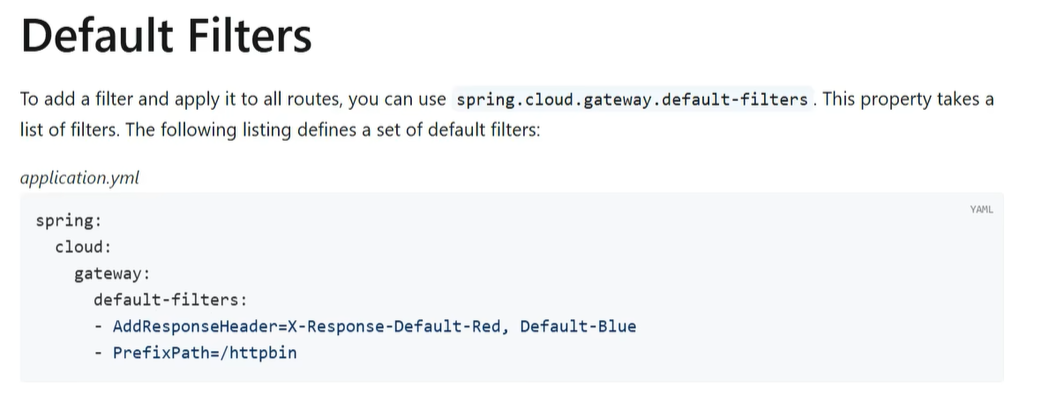 Default Filters
To add a filter and apply it to all routes, you can use spring.cloud.gateway.default-filters. This property takes a
list of filters. The following listing defines a set of default filters:
application.yml
YAML
spring:
  cloud:
    gateway:
      default-filters:
      - AddResponseHeader=X-Response-Default-Red, Default-Blue
      - PrefixPath=/httpbin